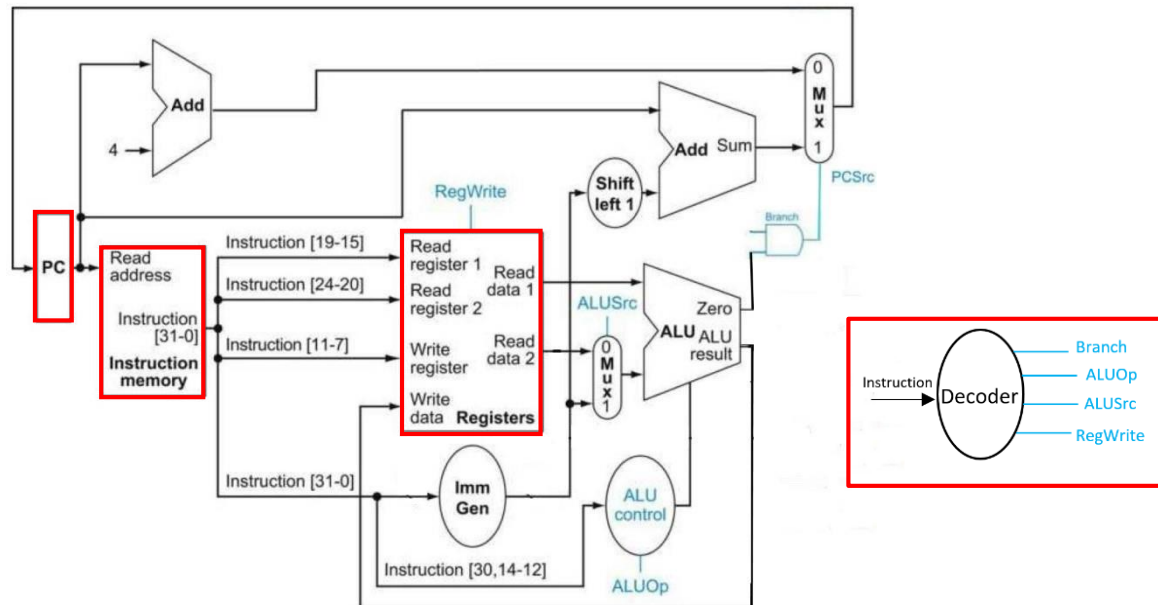 Add
4
PC
Read
address
Instruction
[31-0]
Instruction
memory
Instruction [19-15]
Instruction [24-20]
Instruction [11-7]
Instruction [31-0]
Instruction [30,14-12]
RegWrite
Read
register 1
Read
register 2
Write
register
Write
data
Read
data 1
Read
data 2
Registers
Imm
Gen
Shift
left 1
Add
Sum
ALUSrc
0
Mux
1
ALU
Zero
ALU
result
ALU
control
ALUOp
0
Mux
1
PCSrc
Branch
Instruction
Decoder
Branch
ALUOp
ALUSrc
RegWrite